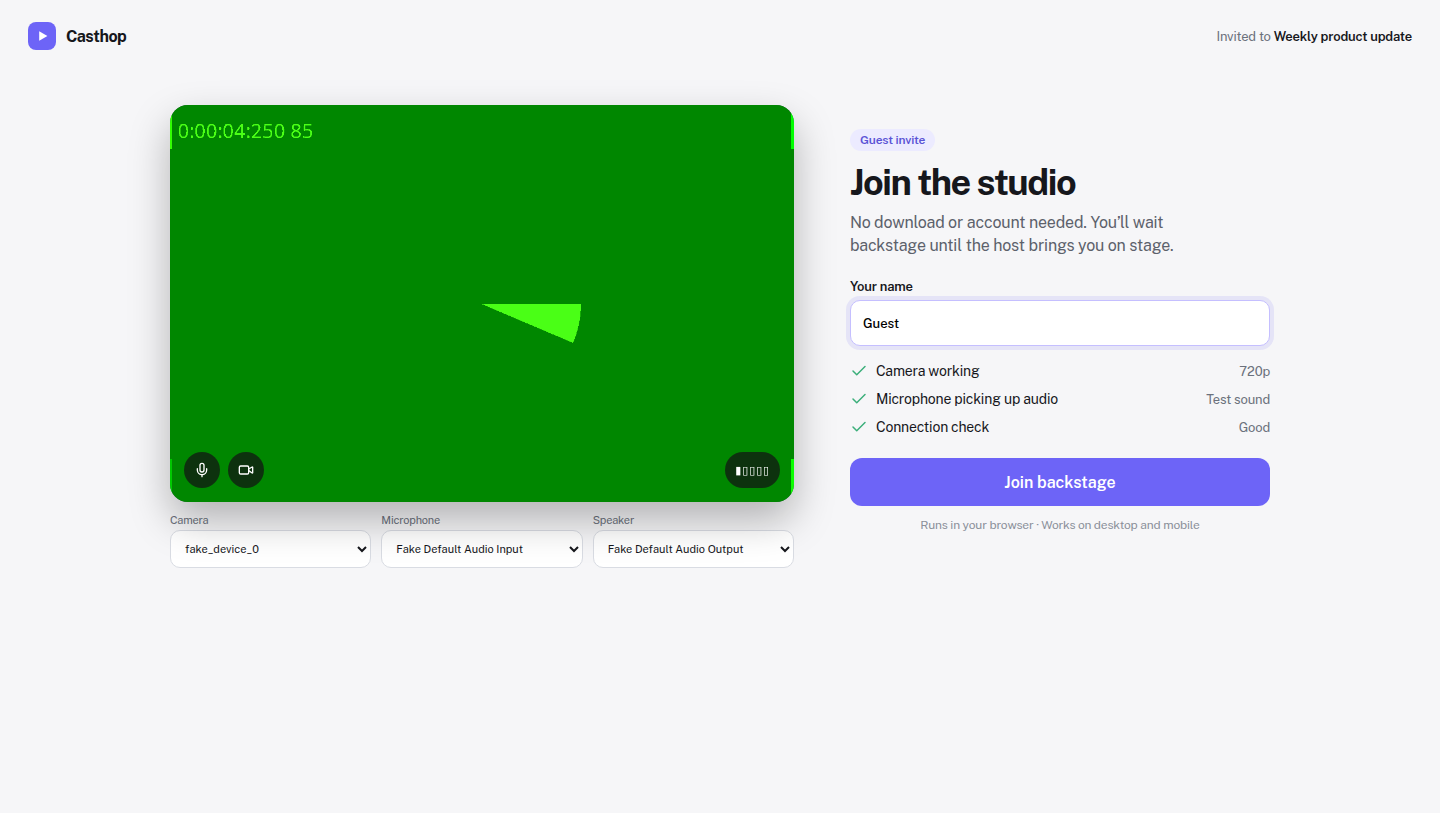 Casthop
Invited to Weekly product update
0:00:04:250 85
Guest invite
Join the studio
No download or account needed. You’ll wait
backstage until the host brings you on stage.
Your name
Guest
Camera working 720p
Microphone picking up audio Test sound
Connection check Good
Join backstage
Runs in your browser · Works on desktop and mobile
Camera Microphone Speaker
fake_device_0 Fake Default Audio Input Fake Default Audio Output